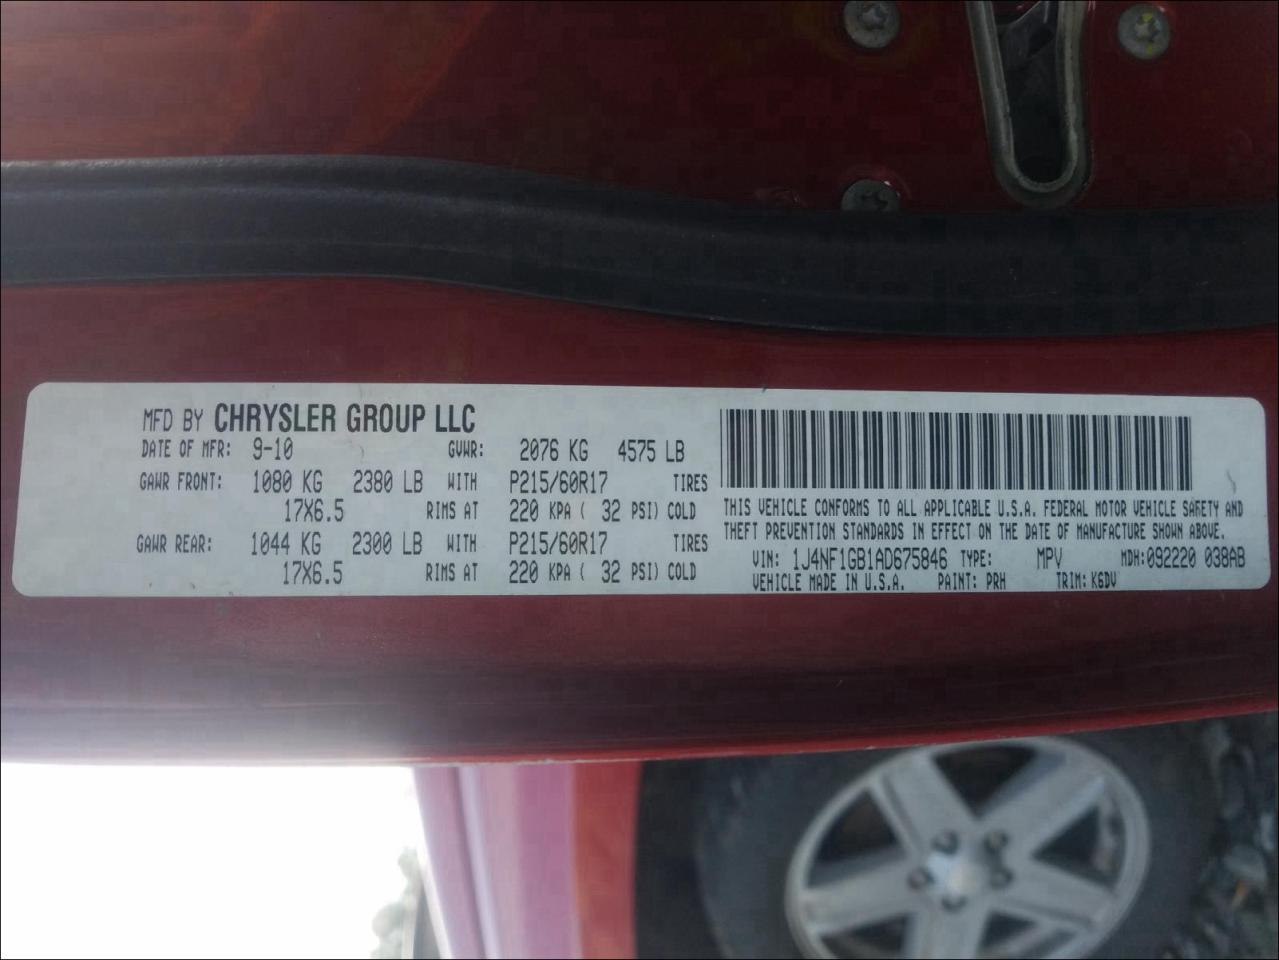 MFD BY CHRYSLER GROUP LLC
DATE OF MFR: 9-10 GVWR: 2076 KG 4575 LB
GAWR FRONT: 1080 KG 2380 LB WITH P215/60R17 TIRES
17X6.5 RIMS AT 220 KPA ( 32 PSI) COLD
GAWR REAR: 1044 KG 2300 LB WITH P215/60R17 TIRES
17X6.5 RIMS AT 220 KPA ( 32 PSI) COLD
THIS VEHICLE CONFORMS TO ALL APPLICABLE U.S.A. FEDERAL MOTOR VEHICLE SAFETY AND
THEFT PREVENTION STANDARDS IN EFFECT ON THE DATE OF MANUFACTURE SHOWN ABOVE.
VIN: 1J4NF1GB1AD675846 TYPE: MPV MDH: 092220 038AB
VEHICLE MADE IN U.S.A. PAINT: PRH TRIM: K6DV